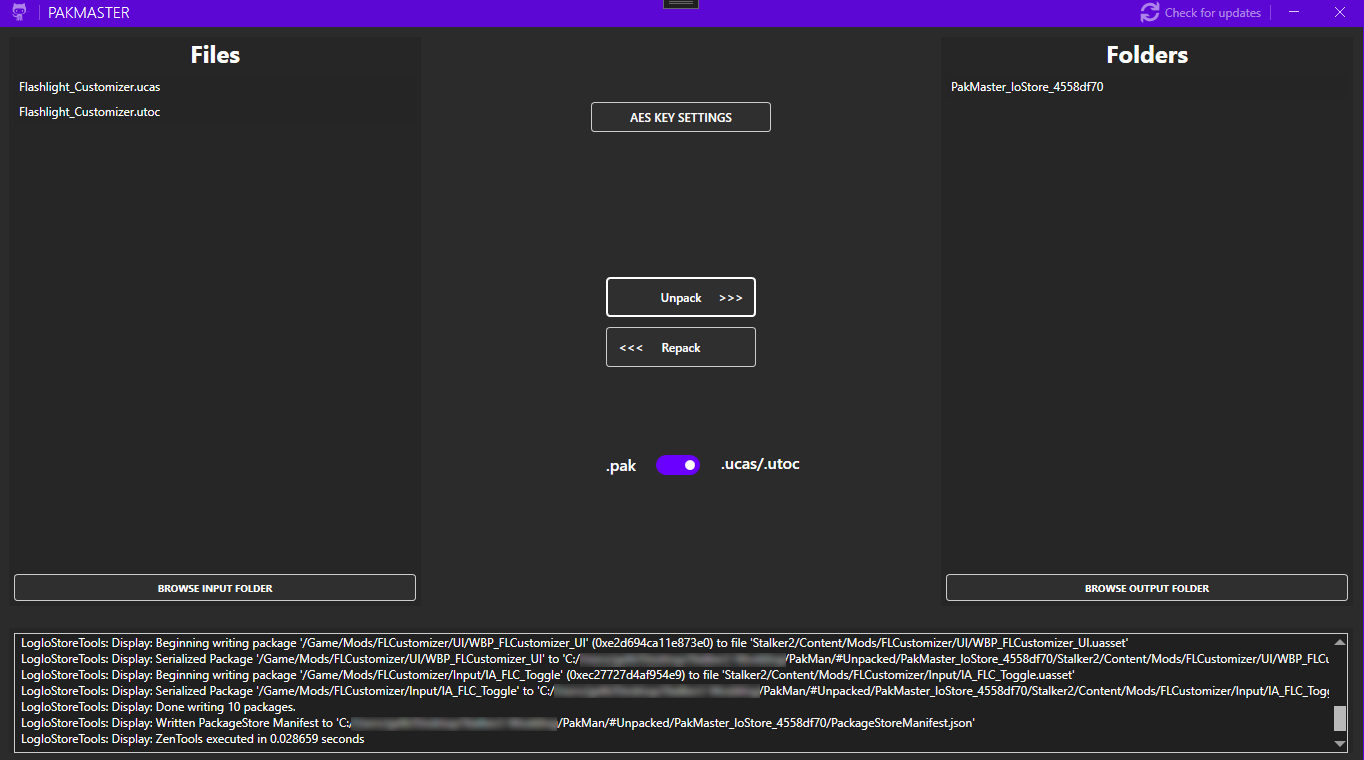 PAKMASTER
Check for updates
Files
Flashlight_Customizer.ucas
Flashlight_Customizer.utoc
AES KEY SETTINGS
Unpack >>>
<<< Repack
.pak
.ucas/.utoc
BROWSE INPUT FOLDER
Folders
PakMaster_IoStore_4558df70
BROWSE OUTPUT FOLDER
LogIoStoreTools: Display: Beginning writing package '/Game/Mods/FLCustomizer/UI/WBP_FLCustomizer_UI' (0xe2d694ca11e873e0) to file 'Stalker2/Content/Mods/FLCustomizer/UI/WBP_FLCustomizer_UI.uasset'
LogIoStoreTools: Display: Serialized Package '/Game/Mods/FLCustomizer/UI/WBP_FLCustomizer_UI' to 'C:/ /PakMan/#Unpacked/PakMaster_IoStore_4558df70/Stalker2/Content/Mods/FLCustomizer/UI/WBP_FLCu
LogIoStoreTools: Display: Beginning writing package '/Game/Mods/FLCustomizer/Input/IA_FLC_Toggle' (0xec27727d4af954e9) to file 'Stalker2/Content/Mods/FLCustomizer/Input/IA_FLC_Toggle.uasset'
LogIoStoreTools: Display: Serialized Package '/Game/Mods/FLCustomizer/Input/IA_FLC_Toggle' to 'C:/ /PakMan/#Unpacked/PakMaster_IoStore_4558df70/Stalker2/Content/Mods/FLCustomizer/Input/IA_FLC_Togg
LogIoStoreTools: Display: Done writing 10 packages.
LogIoStoreTools: Display: Written PackageStore Manifest to 'C:/ /PakMan/#Unpacked/PakMaster_IoStore_4558df70/PackageStoreManifest.json'
LogIoStoreTools: Display: ZenTools executed in 0.028659 seconds